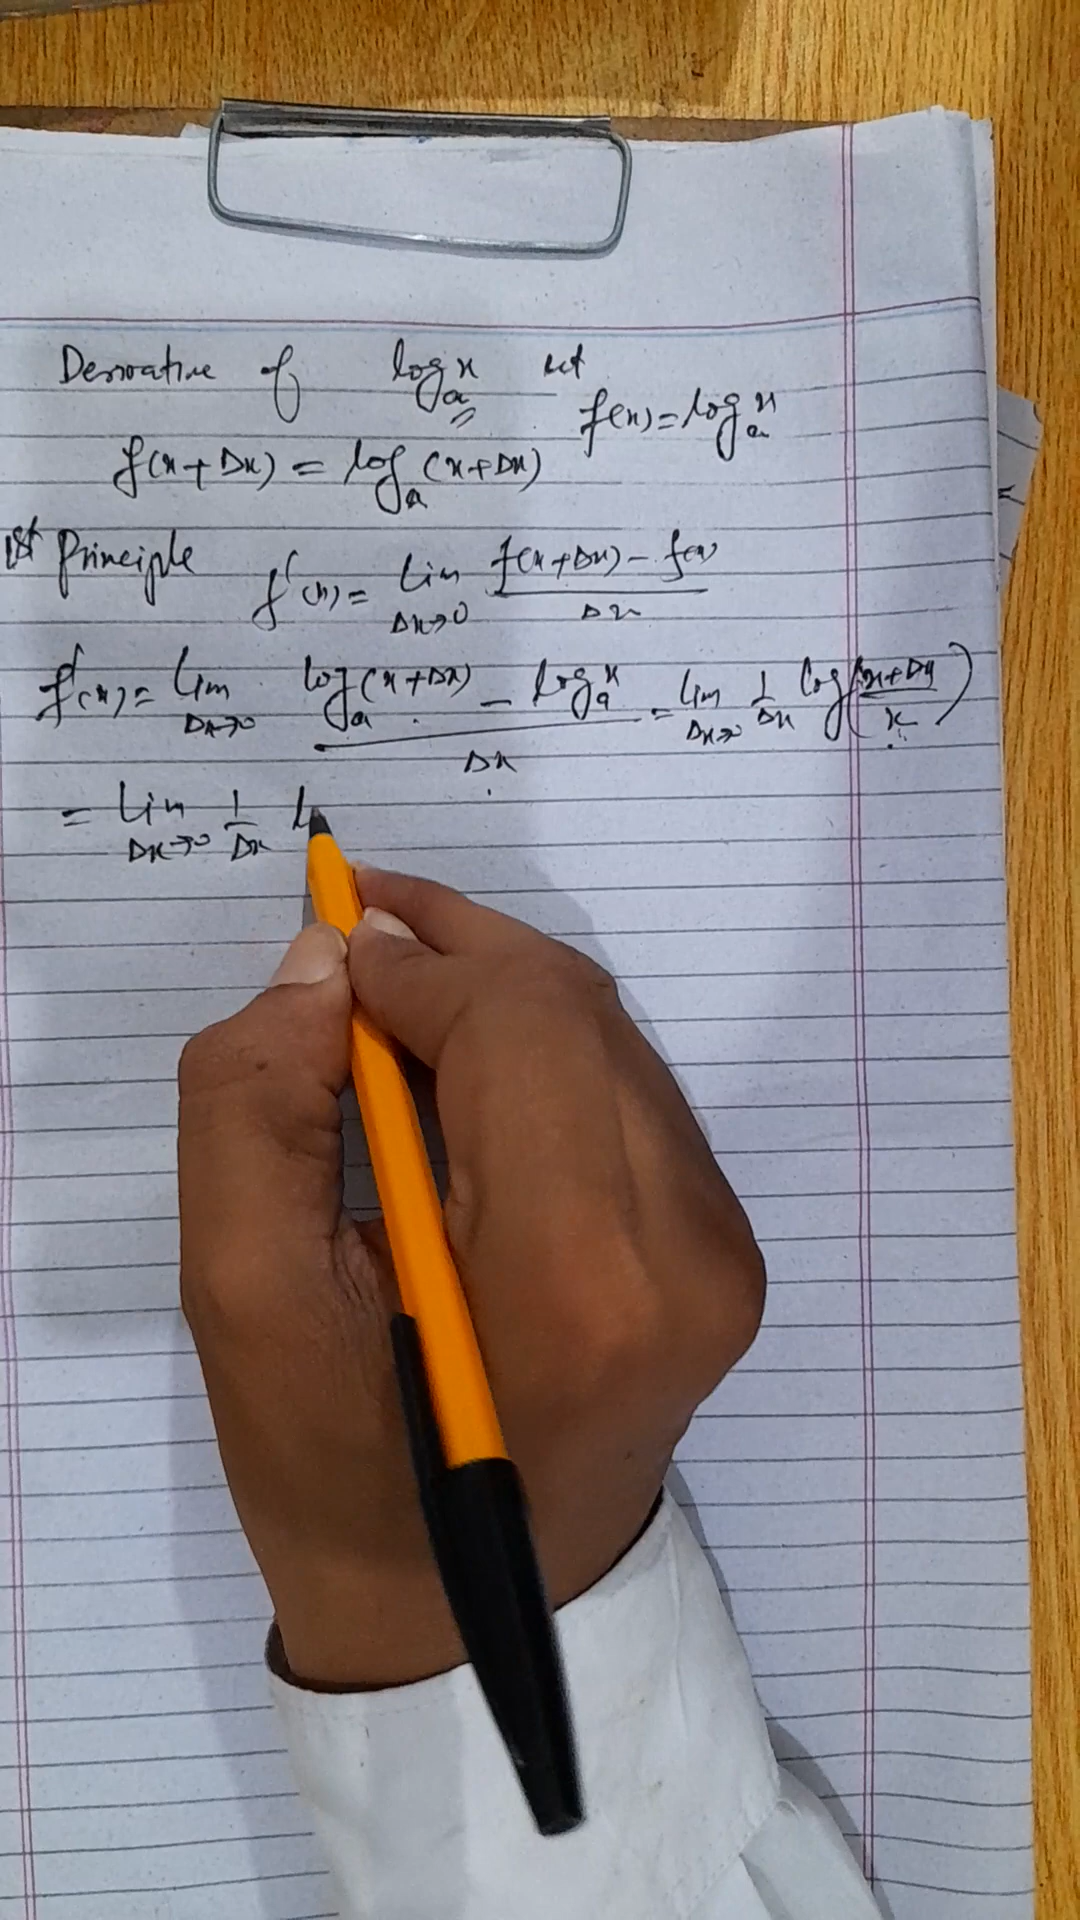 Derivative of logₐx let
f(x) = logₐx
f(x+Δx) = logₐ(x+Δx)
1st Principle f'(x) = Lim Δx→0 f(x+Δx) - f(x) / Δx
f'(x) = Lim Δx→0 logₐ(x+Δx) - logₐx / Δx = Lim Δx→0 1/Δx log(x+Δx / x)
= Lim Δx→0 1/Δx l